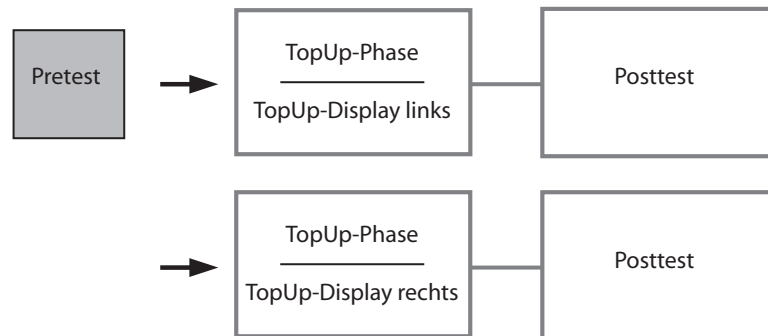 Pretest
TopUp-Phase
TopUp-Display links
Posttest
TopUp-Phase
TopUp-Display rechts
Posttest